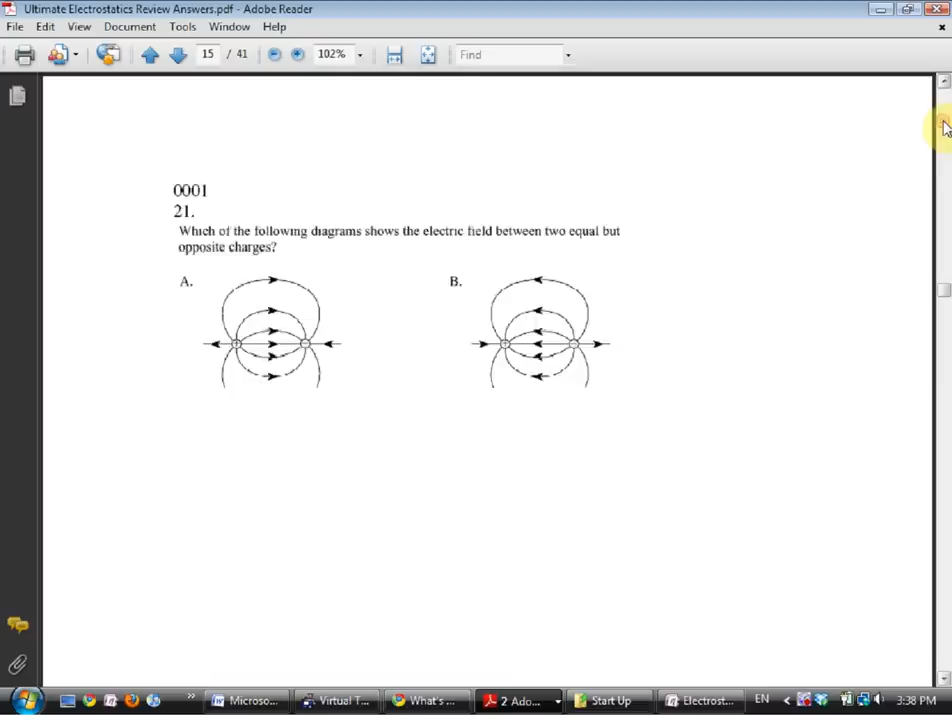 Ultimate Electrostatics Review Answers.pdf - Adobe Reader
File Edit View Document Tools Window Help
15 / 41 102% Find
0001
21.
Which of the following diagrams shows the electric field between two equal but
opposite charges?
A. B.
Microso... Virtual T... What's ... 2 Ado... Start Up Electrost... EN 3:38 PM